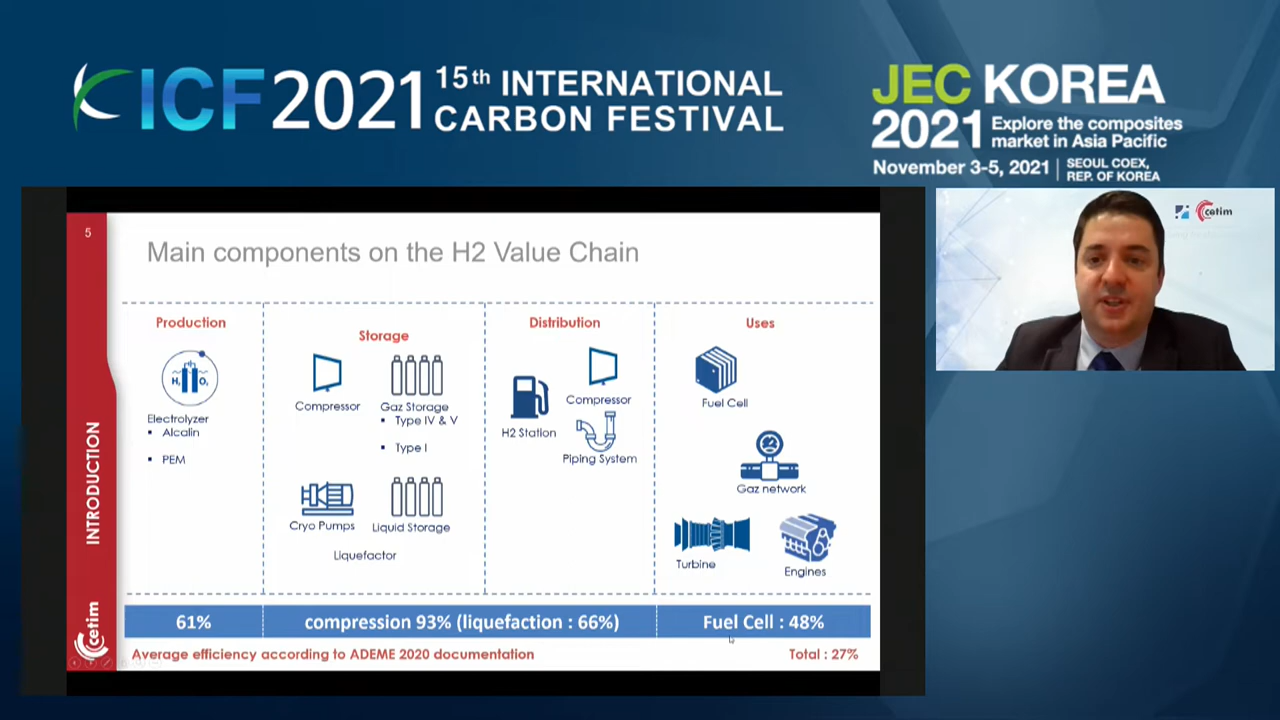 ICF 2021 15th INTERNATIONAL
CARBON FESTIVAL
JEC KOREA
2021 Explore the composites
market in Asia Pacific
November 3-5, 2021 | SEOUL COEX,
REP. OF KOREA
cetim
5
Main components on the H2 Value Chain
INTRODUCTION
cetim
Production
H₂ O₂
Electrolyzer
▪ Alcalin
▪ PEM
Storage
Compressor
Gaz Storage
▪ Type IV & V
▪ Type I
Cryo Pumps
Liquid Storage
Liquefactor
Distribution
H2 Station
Compressor
Piping System
Uses
Fuel Cell
Gaz network
Turbine
Engines
61%
compression 93% (liquefaction : 66%)
Fuel Cell : 48%
Average efficiency according to ADEME 2020 documentation
Total : 27%